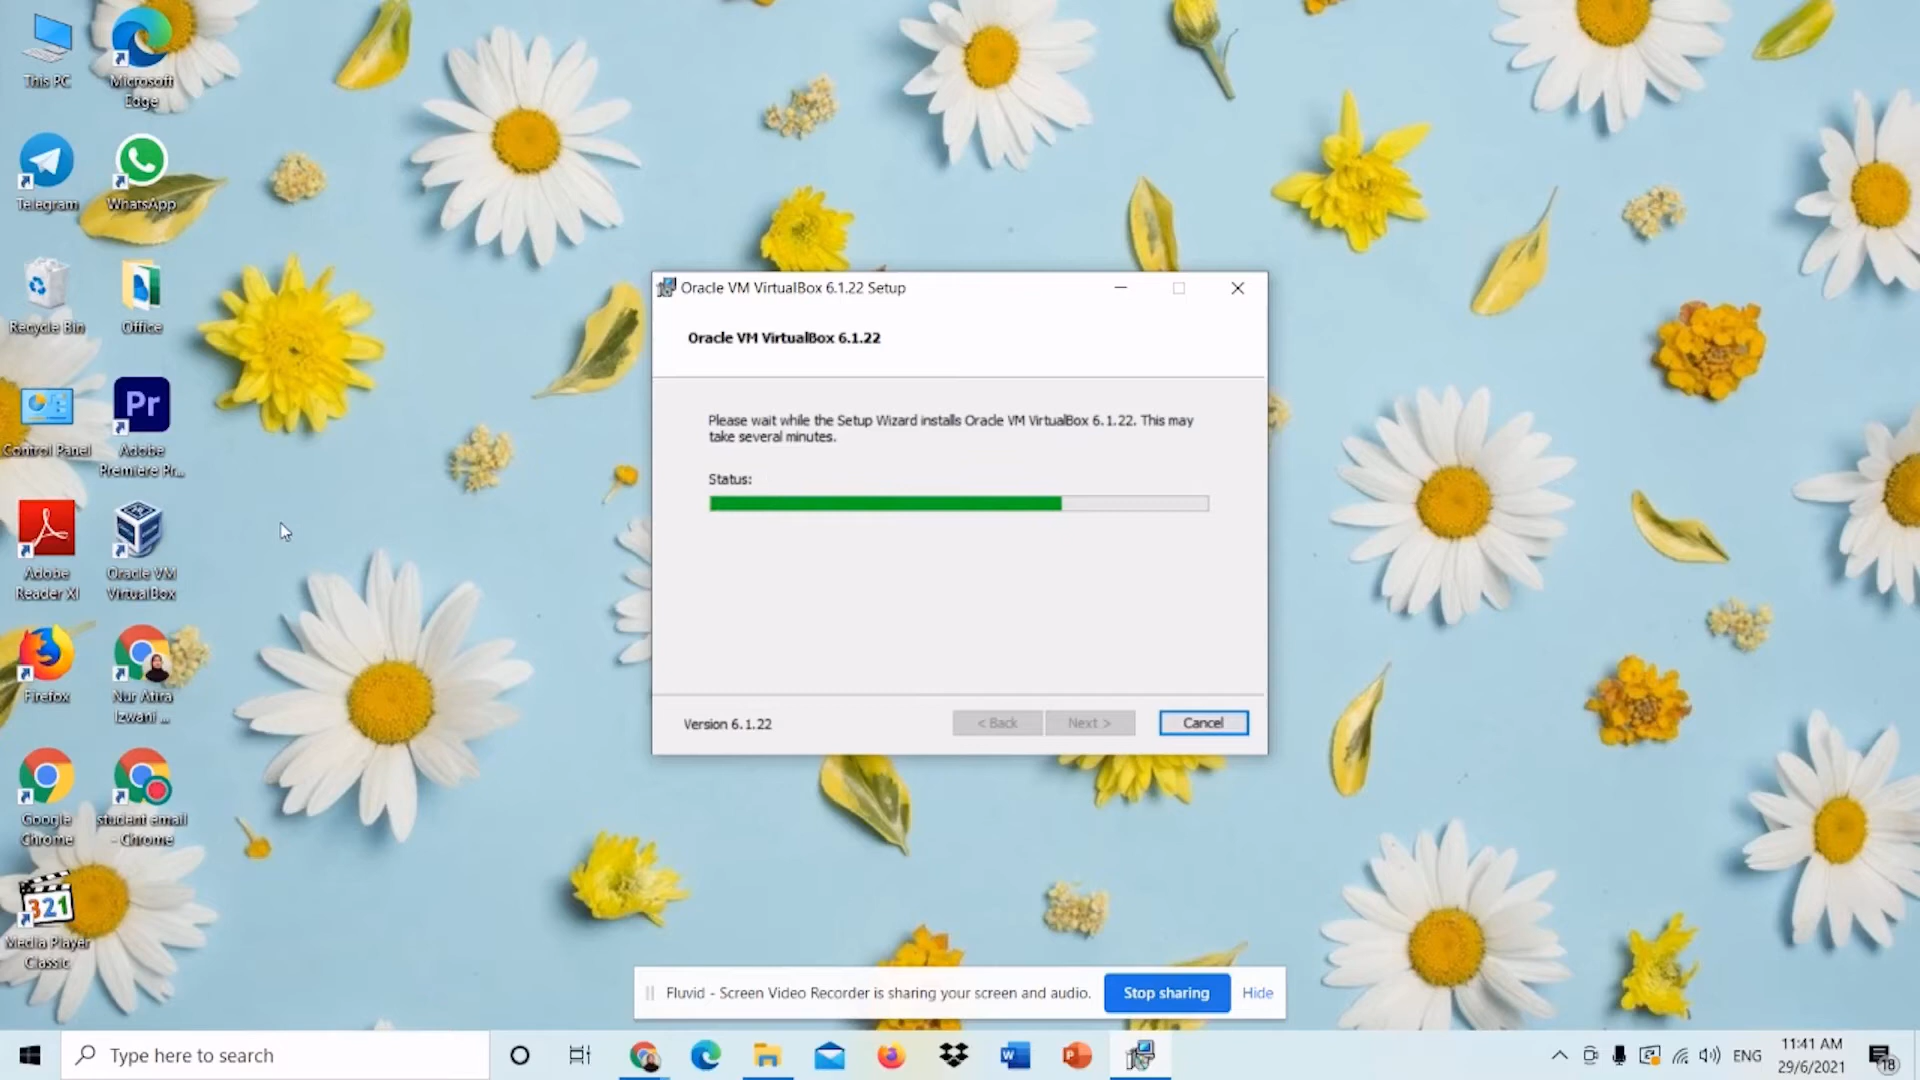 This PC
Microsoft
Edge
Telegram
WhatsApp
Recycle Bin
Office
Control Panel
Pr
Adobe
Premiere Pr...
Adobe
Reader XI
Oracle VM
VirtualBox
Firefox
Nur Atira
Izwani ...
Google
Chrome
student email
- Chrome
321
Media Player
Classic
Oracle VM VirtualBox 6.1.22 Setup
Oracle VM VirtualBox 6.1.22
Please wait while the Setup Wizard installs Oracle VM VirtualBox 6.1.22. This may
take several minutes.
Status:
Version 6.1.22
< Back
Next >
Cancel
Fluvid - Screen Video Recorder is sharing your screen and audio.
Stop sharing
Hide
Type here to search
ENG
11:41 AM
29/6/2021
18